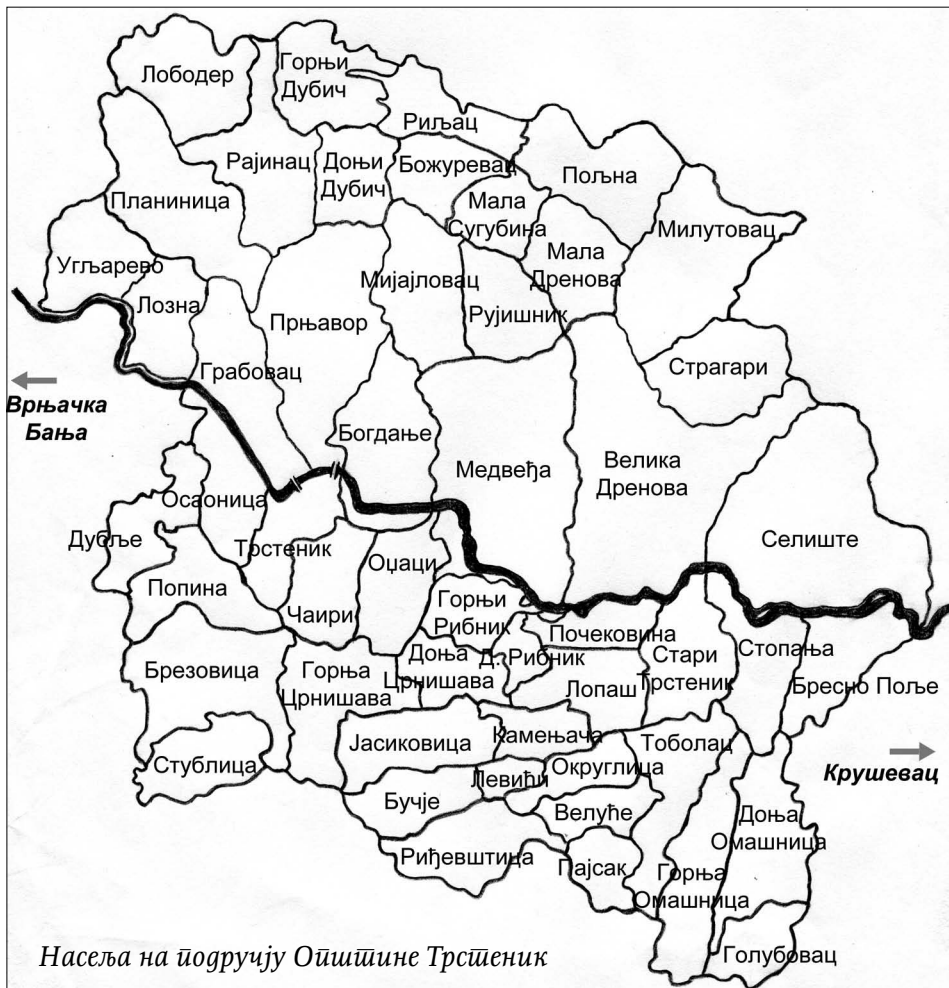 Лободер
Горњи
Дубич
Риљац
Рајинац
Доњи
Дубич
Божуревац
Пољна
Планиница
Мала
Сугубина
Милутовац
Мала
Дренова
Угљарево
Лозна
Мијајловац
Рујишник
Прњавор
Грабовац
Страгари
Врњачка
Бања
Богдање
Медвеђа
Велика
Дренова
Осаоница
Дубље
Трстеник
Оџаци
Селиште
Попина
Чаири
Горњи
Рибник
Почековина
Брезовица
Горња
Црнишава
Доња
Црнишава
Д. Рибник
Лопаш
Стари
Трстеник
Стопања
Бресно Поље
Стублица
Јасиковица
Камењача
Тоболац
Левићи
Округлица
Крушевац
Бучје
Велуће
Доња
Омашница
Риђевштица
Пајсак
Горња
Омашница
Голубовац
Насеља на подручју Општине Трстеник